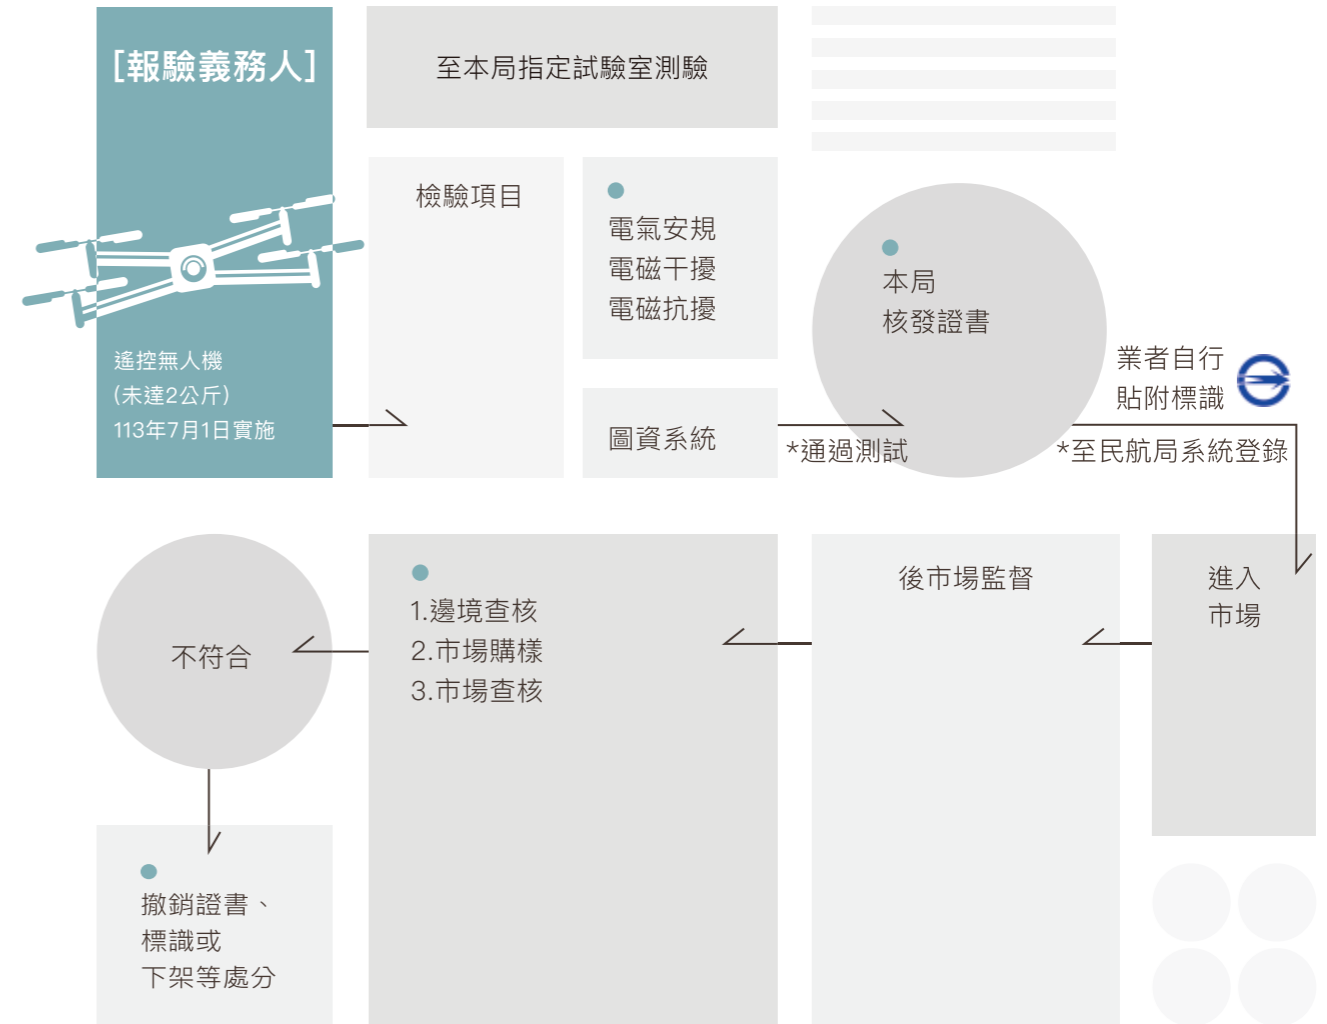 [報驗義務人]
遙控無人機
(未達2公斤)
113年7月1日實施
至本局指定試驗室測驗
檢驗項目
電氣安規
電磁干擾
電磁抗擾
圖資系統
*通過測試
本局
核發證書
業者自行
貼附標識
*至民航局系統登錄
進入
市場
後市場監督
1.邊境查核
2.市場購樣
3.市場查核
不符合
撤銷證書、
標識或
下架等處分